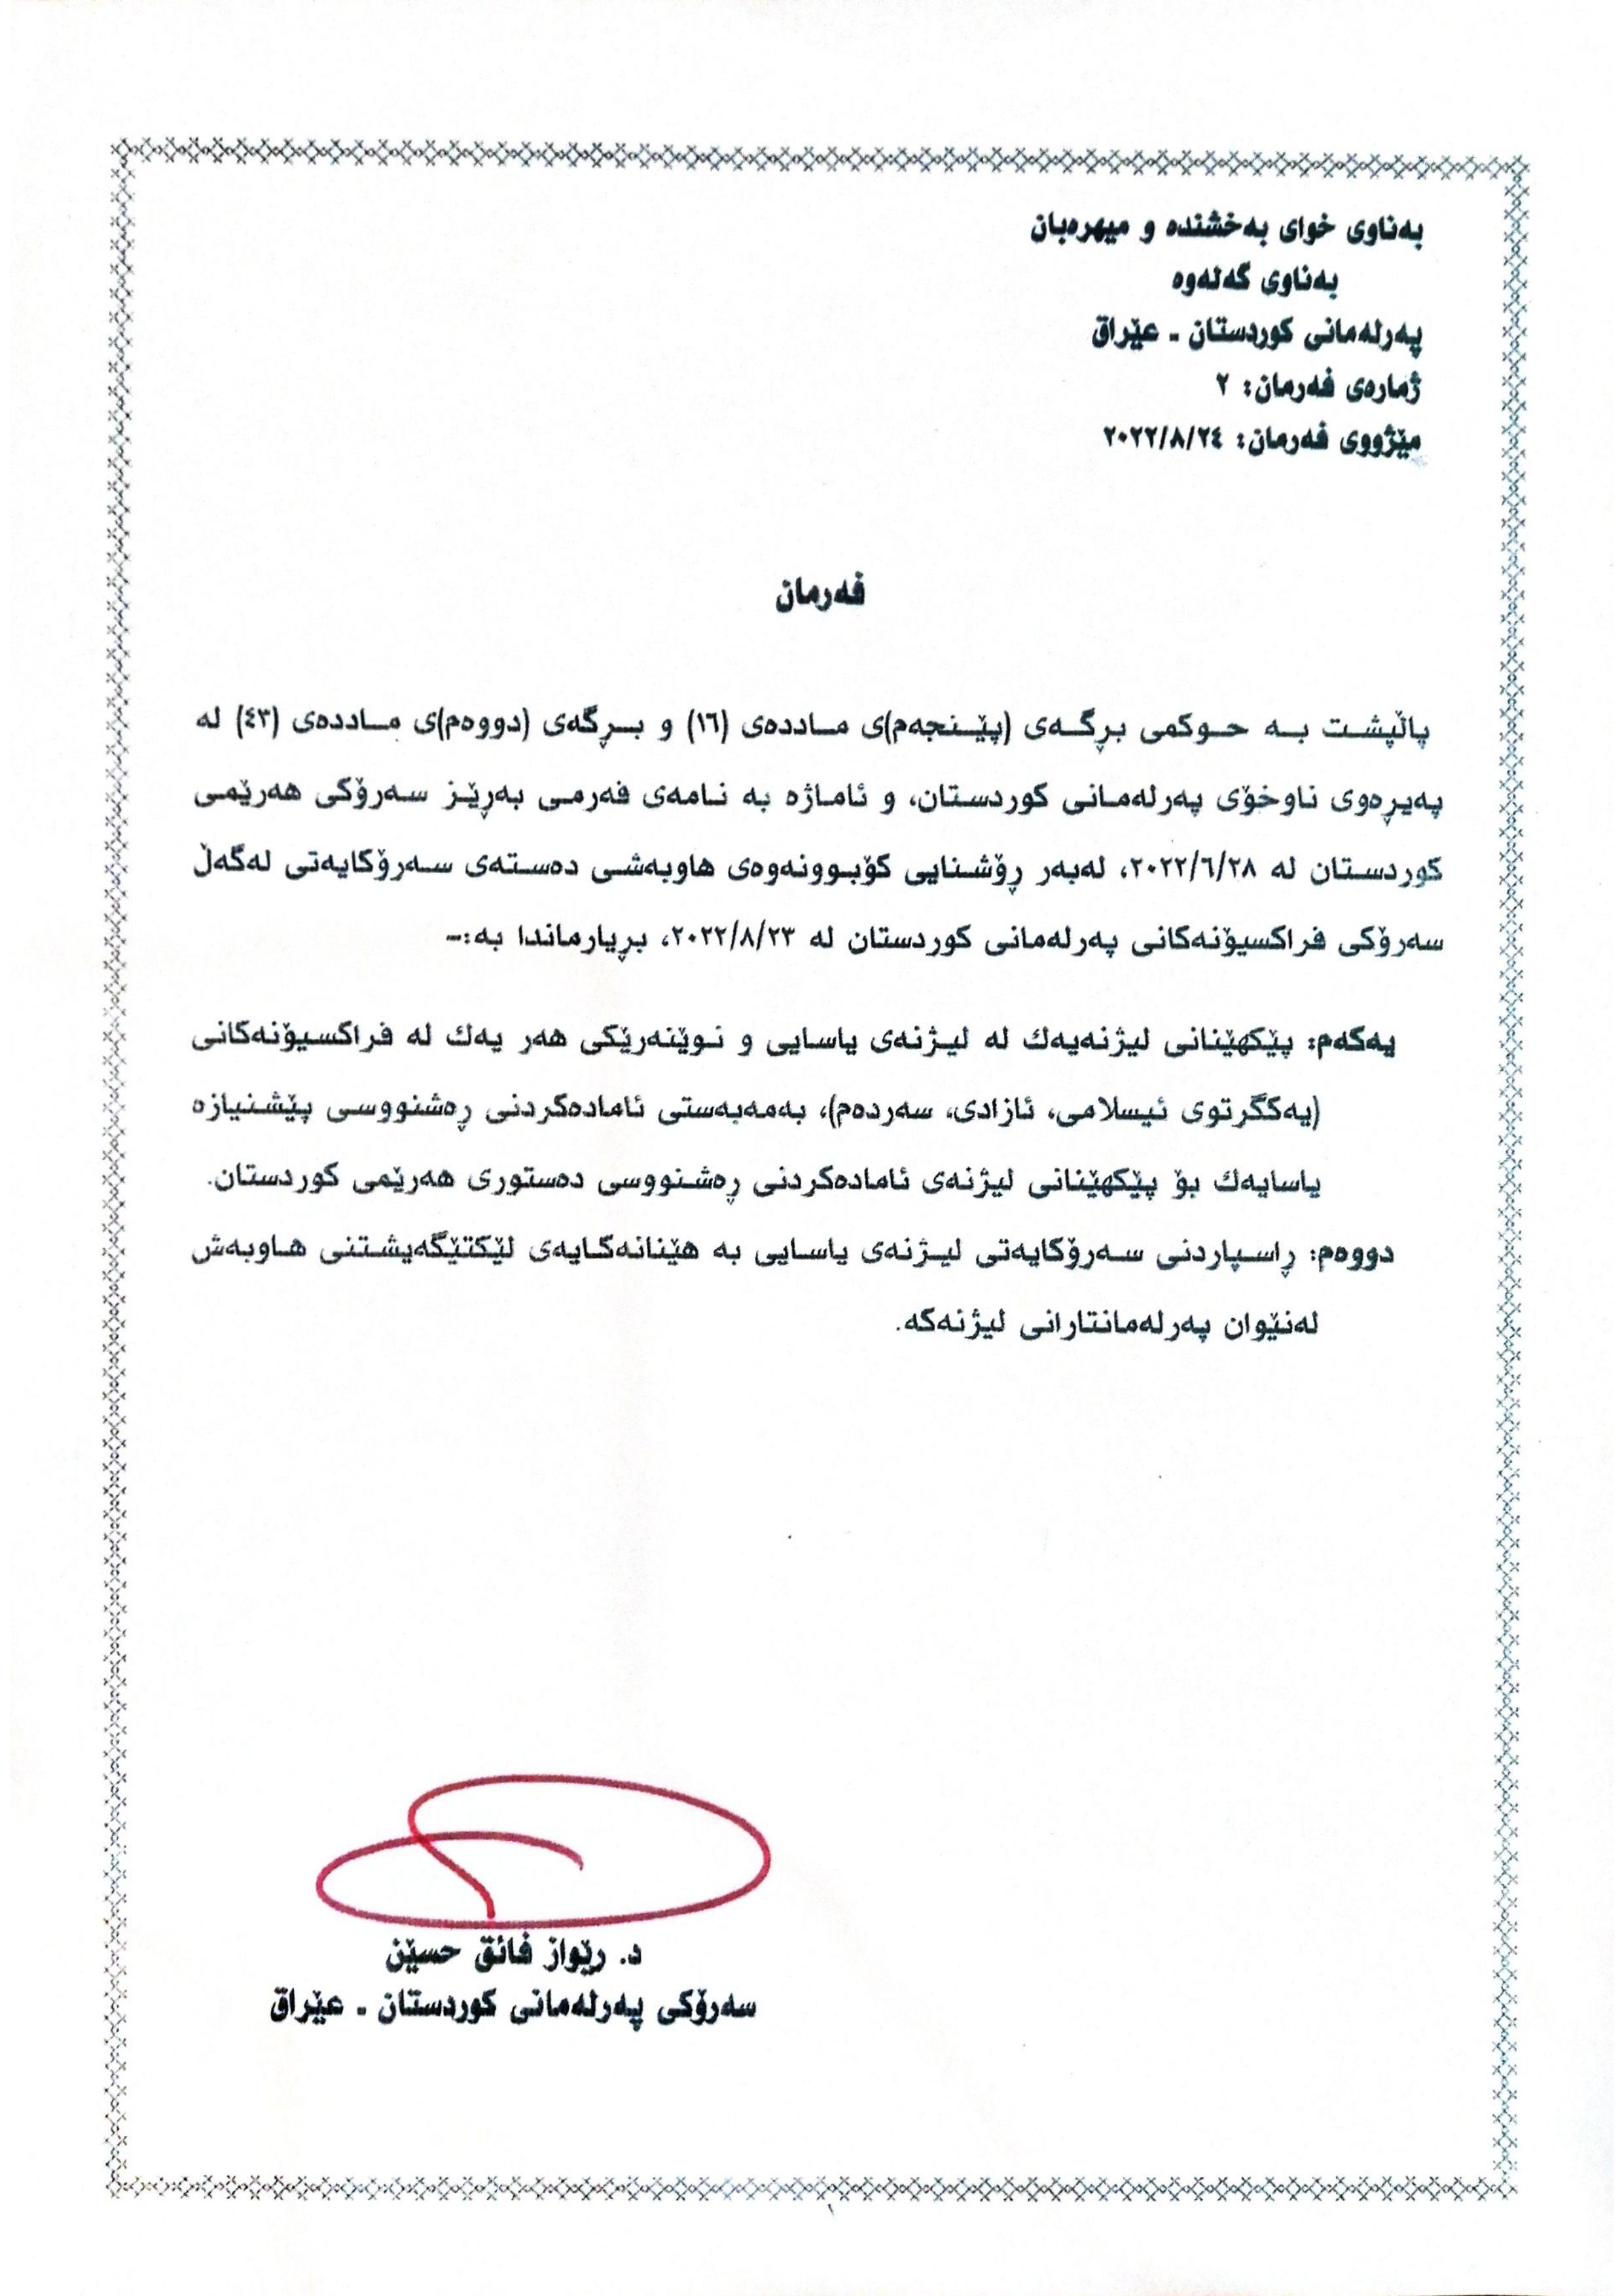 بەناوی خوای بەخشندە و میهرەبان
بەناوی گەلەوە
پەرلەمانی کوردستان ـ عێراق
ژمارەی فەرمان: ٢
مێژووی فەرمان: ٢٠٢٢/٨/٢٤
فەرمان
پاڵپشت بە حوکمی بڕگەی (پێنجەم)ی ماددەی (١٦) و بڕگەی (دووەم)ی ماددەی (٤٣) لە
پەیڕەوی ناوخۆی پەرلەمانی کوردستان، و ئاماژە بە نامەی فەرمی بەڕێز سەرۆکی هەرێمی
کوردستان لە ٢٠٢٢/٦/٢٨، لەبەر ڕۆشنایی کۆبوونەوەی هاوبەشی دەستەی سەرۆکایەتی لەگەڵ
سەرۆکی فراکسیۆنەکانی پەرلەمانی کوردستان لە ٢٠٢٢/٨/٢٣، بڕیارماندا بە:–
یەکەم: پێکهێنانی لیژنەیەك لە لیژنەی یاسایی و نوێنەرێکی هەر یەك لە فراکسیۆنەکانی
(یەکگرتوی ئیسلامی، ئازادی، سەردەم)، بەمەبەستی ئامادەکردنی ڕەشنووسی پێشنیازە
یاسایەك بۆ پێکهێنانی لیژنەی ئامادەکردنی ڕەشنووسی دەستوری هەرێمی کوردستان.
دووەم: ڕاسپاردنی سەرۆکایەتی لیژنەی یاسایی بە هێنانەکایەی لێکتێگەیشتنی هاوبەش
لەنێوان پەرلەمانتارانی لیژنەکە.
د. رێواز فائق حسێن
سەرۆکی پەرلەمانی کوردستان ـ عێراق